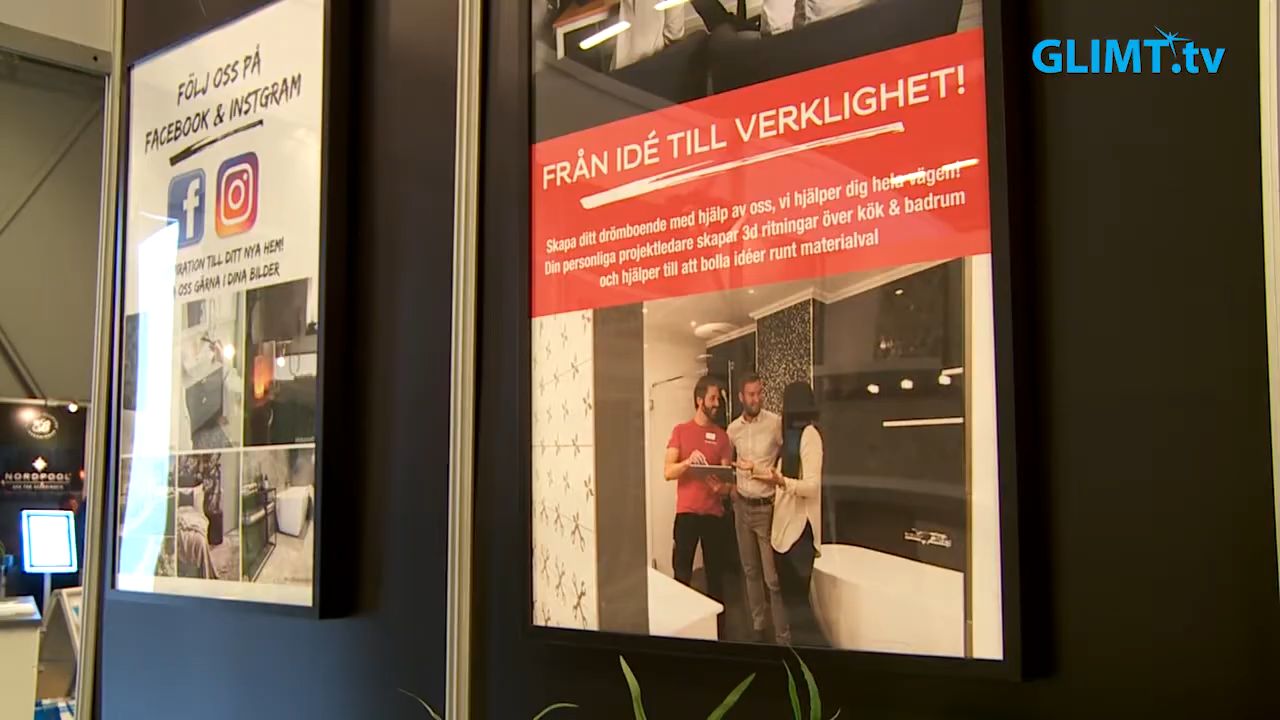 GLIMT.tv
FÖLJ OSS PÅ
FACEBOOK & INSTGRAM
RATION TILL DITT NYA HEM!
OSS GÄRNA I DINA BILDER
FRÅN IDÉ TILL VERKLIGHET!
Skapa ditt drömboende med hjälp av oss, vi hjälper dig hela vägen!
Din personliga projektledare skapar 3d ritningar över kök & badrum
och hjälper till att bolla idéer runt materialval
NORDPOOL